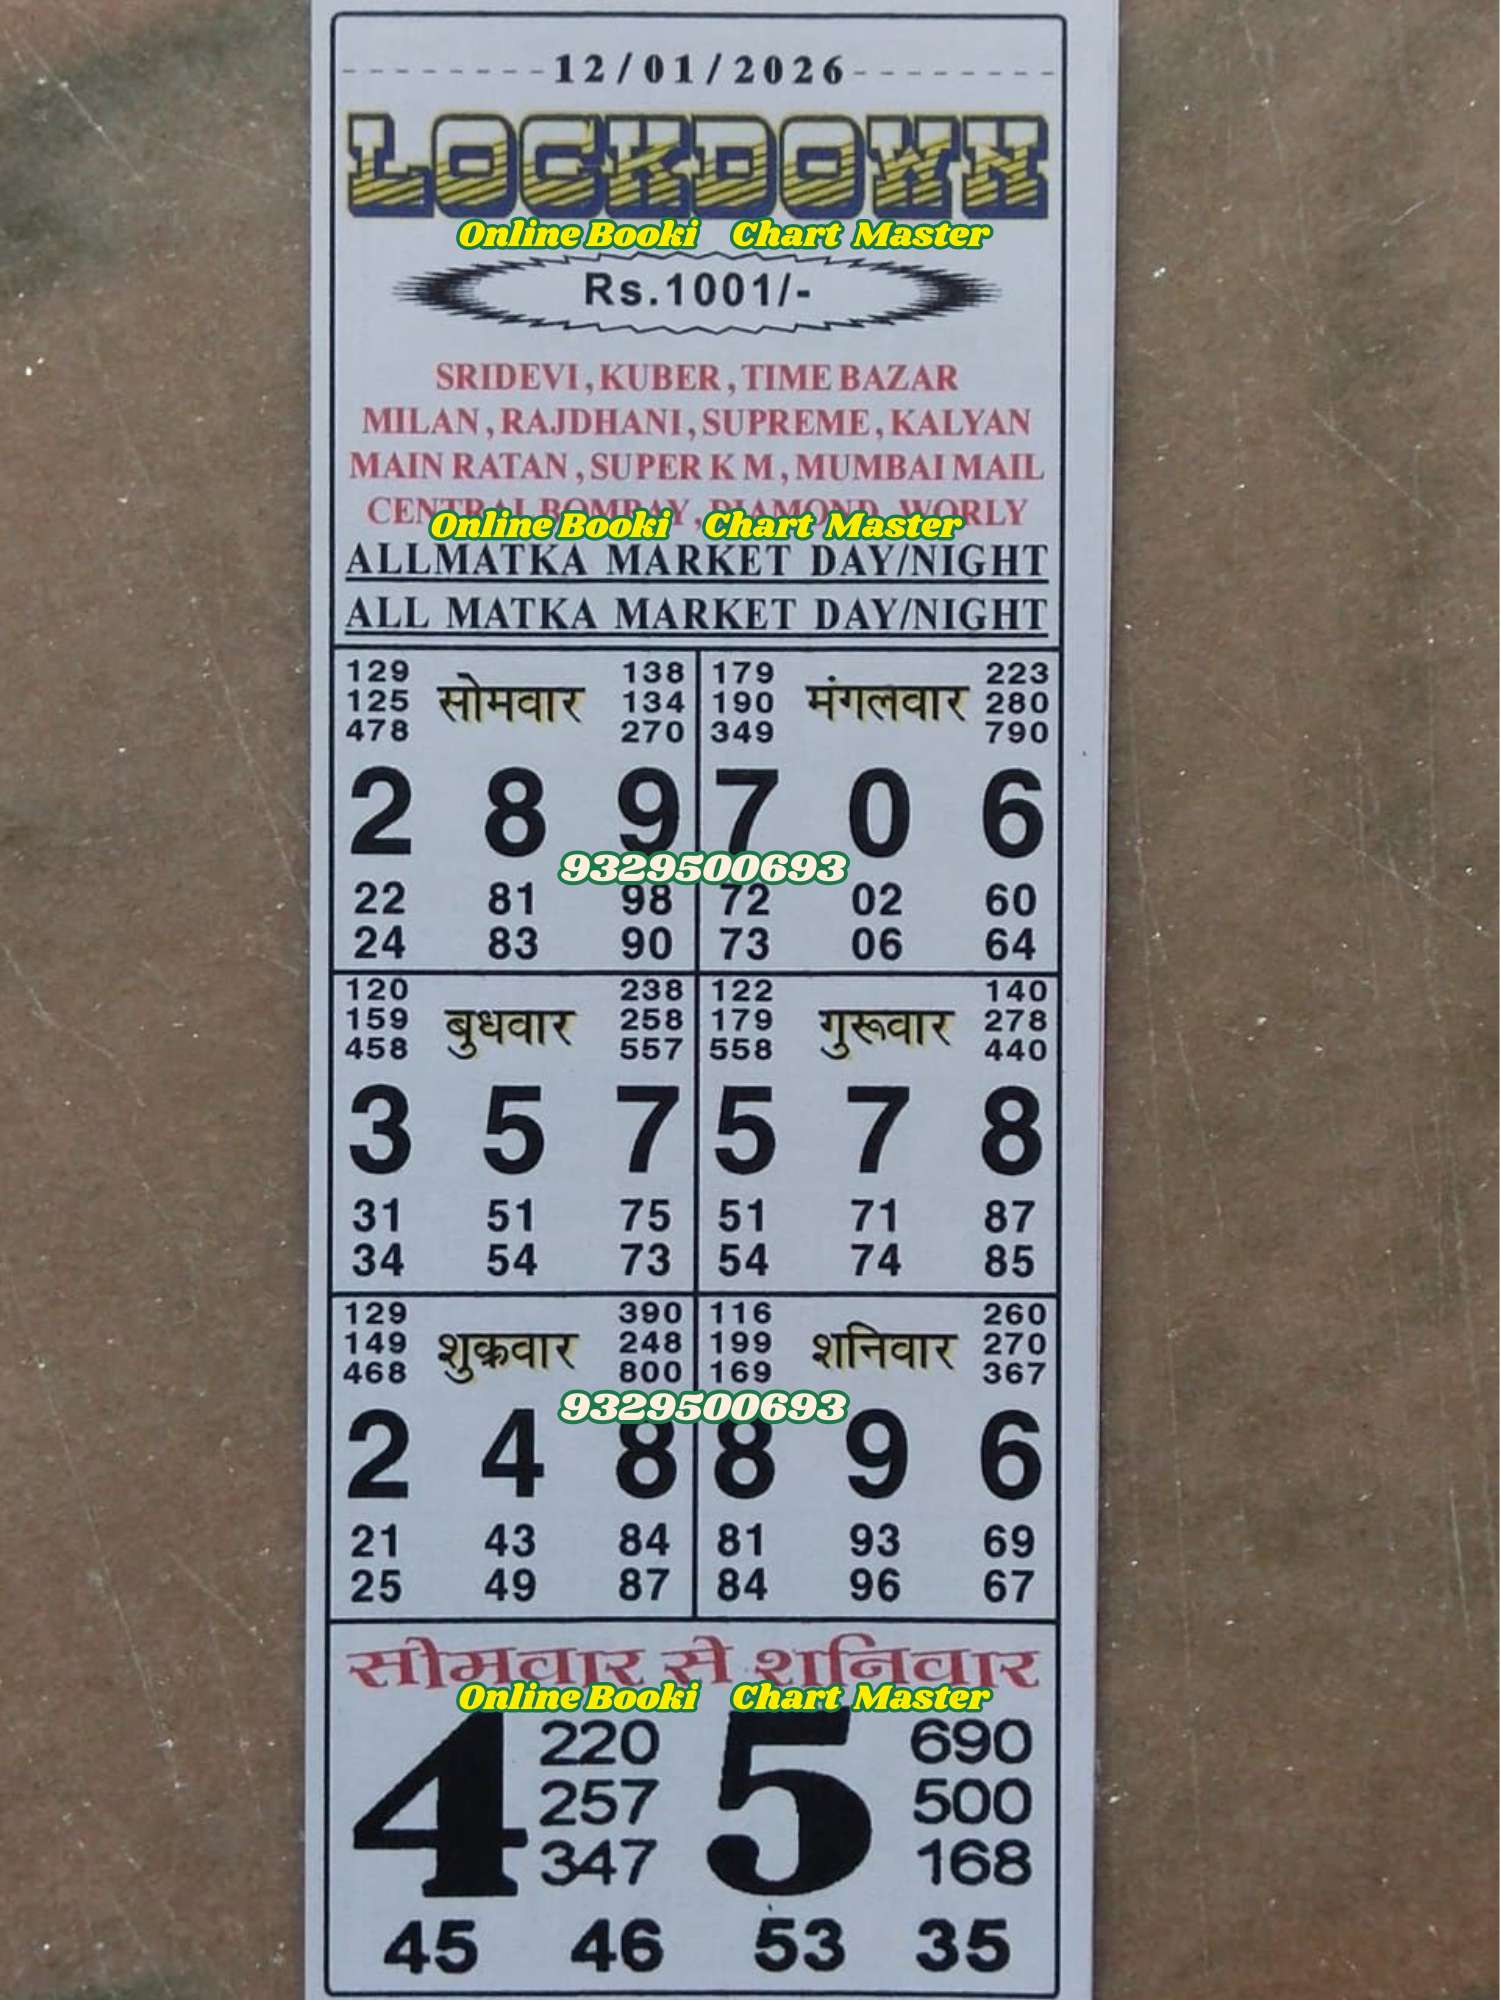 12/01/2026
LOCKDOWN
Online Booki Chart Master
Rs.1001/-
SRIDEVI, KUBER, TIME BAZAR
MILAN, RAJDHANI, SUPREME, KALYAN
MAIN RATAN, SUPER K M, MUMBAI MAIL
CENTRAL BOMBAY, DIAMOND, WORLY
Online Booki Chart Master
ALLMATKA MARKET DAY/NIGHT
ALL MATKA MARKET DAY/NIGHT
129 138 179 223
125 सोमवार 134 190 मंगलवार 280
478 270 349 790
2 8 9 7 0 6
9329500693
22 81 98 72 02 60
24 83 90 73 06 64
120 238 122 140
159 बुधवार 258 179 गुरूवार 278
458 557 558 440
3 5 7 5 7 8
31 51 75 51 71 87
34 54 73 54 74 85
129 390 116 260
149 शुक्रवार 248 199 शनिवार 270
468 800 169 367
9329500693
2 4 8 8 9 6
21 43 84 81 93 69
25 49 87 84 96 67
सोमवार से शनिवार
Online Booki Chart Master
4 220 5 690
257 500
347 168
45 46 53 35